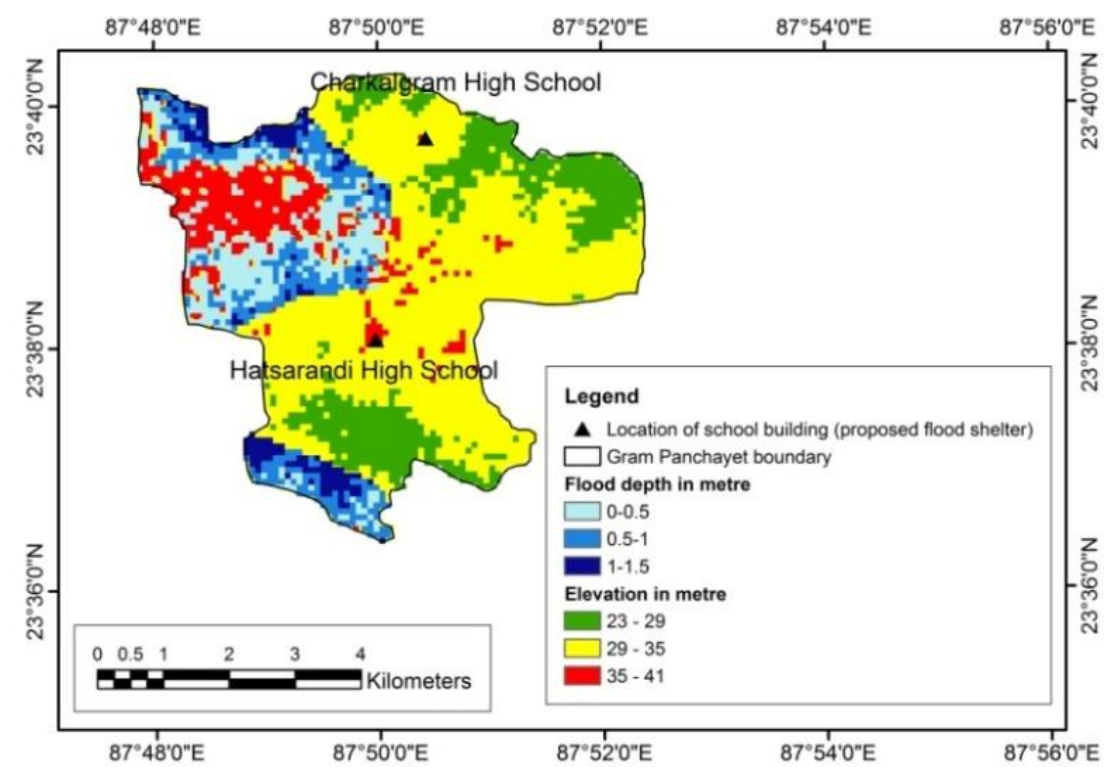 87°48'0"E 87°50'0"E 87°52'0"E 87°54'0"E 87°56'0"E
23°40'0"N
23°38'0"N
23°36'0"N
23°40'0"N
23°38'0"N
23°36'0"N
Charkalgram High School
Hatsarandi High School
Legend
Location of school building (proposed flood shelter)
Gram Panchayet boundary
Flood depth in metre
0-0.5
0.5-1
1-1.5
Elevation in metre
23 - 29
29 - 35
35 - 41
0 0.5 1 2 3 4
Kilometers
87°48'0"E 87°50'0"E 87°52'0"E 87°54'0"E 87°56'0"E